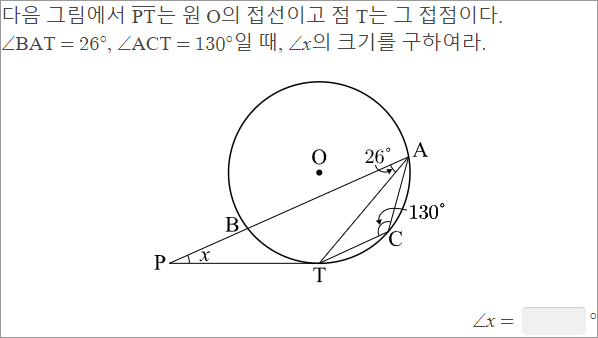 다음 그림에서 PT는 원 O의 접선이고 점 T는 그 접점이다.
∠BAT = 26°, ∠ACT = 130°일 때, ∠x의 크기를 구하여라.
A
26°
O
130°
B
C
P
x
T
∠x = °